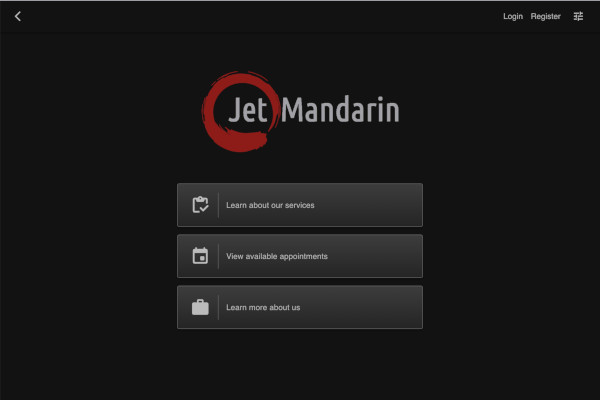 Login Register
Jet Mandarin
Learn about our services
View available appointments
Learn more about us